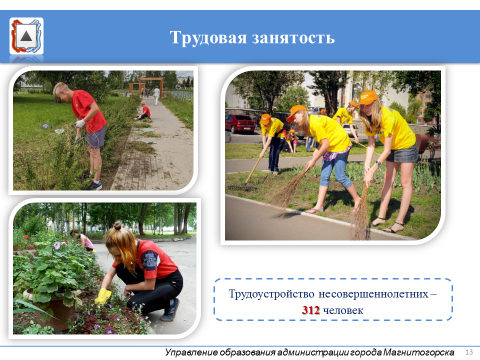 Трудовая занятость
Трудоустройство несовершеннолетних –
312 человек
Управление образования администрации города Магнитогорска
13